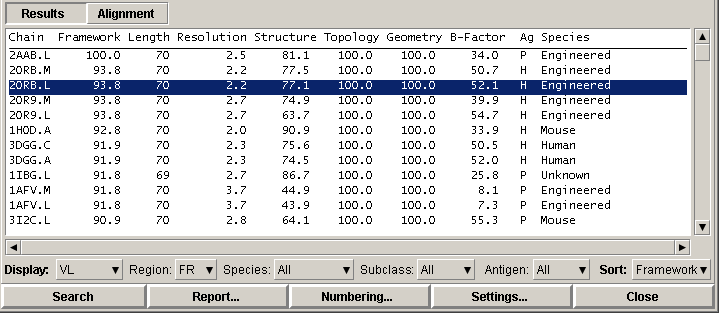 Results Alignment
Chain Framework Length Resolution Structure Topology Geometry B-Factor Ag Species
2AAB.L 100.0 70 2.5 81.1 100.0 100.0 34.0 P Engineered
2ORB.M 93.8 70 2.2 77.5 100.0 100.0 50.7 H Engineered
2ORB.L 93.8 70 2.2 77.1 100.0 100.0 52.1 H Engineered
2OR9.M 93.8 70 2.7 74.9 100.0 100.0 39.9 H Engineered
2OR9.L 93.8 70 2.7 63.7 100.0 100.0 54.7 H Engineered
1HOD.A 92.8 70 2.0 90.9 100.0 100.0 33.9 H Mouse
3DGG.C 91.9 70 2.3 75.6 100.0 100.0 50.5 H Human
3DGG.A 91.9 70 2.3 74.5 100.0 100.0 52.0 H Human
1IBG.L 91.8 69 2.7 86.7 100.0 100.0 25.8 P Unknown
1AFV.M 91.8 70 3.7 44.9 100.0 100.0 8.1 P Engineered
1AFV.L 91.8 70 3.7 43.9 100.0 100.0 7.3 P Engineered
3I2C.L 90.9 70 2.8 64.1 100.0 100.0 55.3 P Mouse
Display: VL Region: FR Species: All Subclass: All Antigen: All Sort: Framework
Search Report... Numbering... Settings... Close